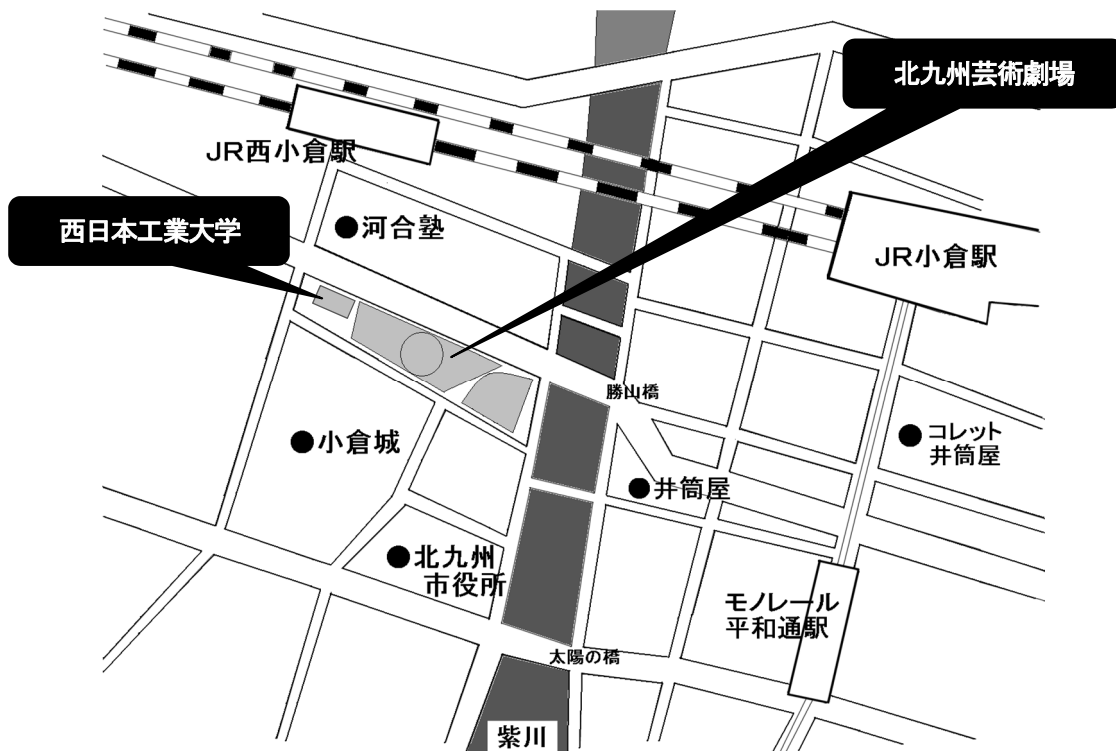 北九州芸術劇場
JR西小倉駅
西日本工業大学
河合塾
JR小倉駅
勝山橋
小倉城
コレット
井筒屋
井筒屋
北九州
市役所
モノレール
平和通駅
太陽の橋
紫川